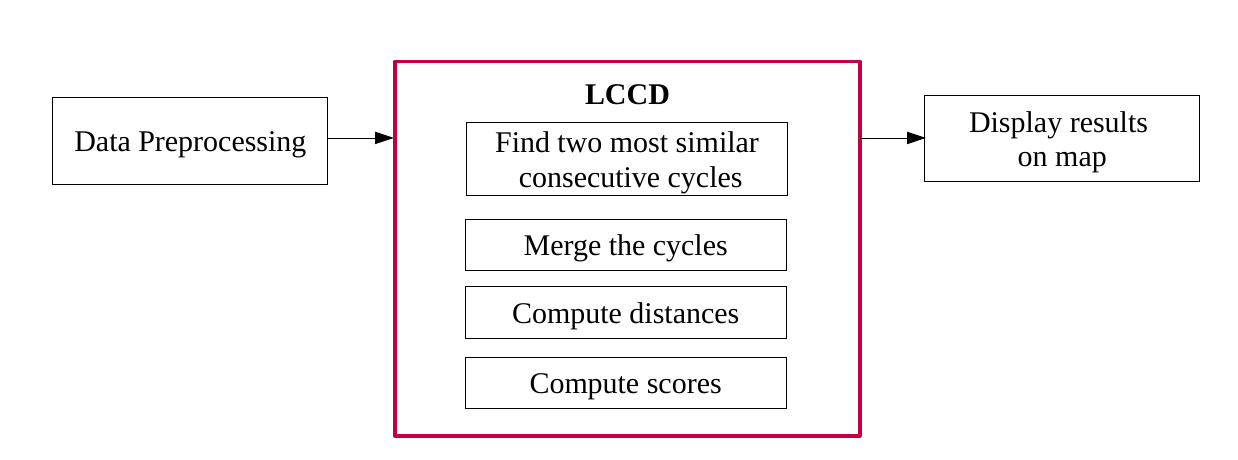 Data Preprocessing
LCCD
Find two most similar
consecutive cycles
Merge the cycles
Compute distances
Compute scores
Display results
on map